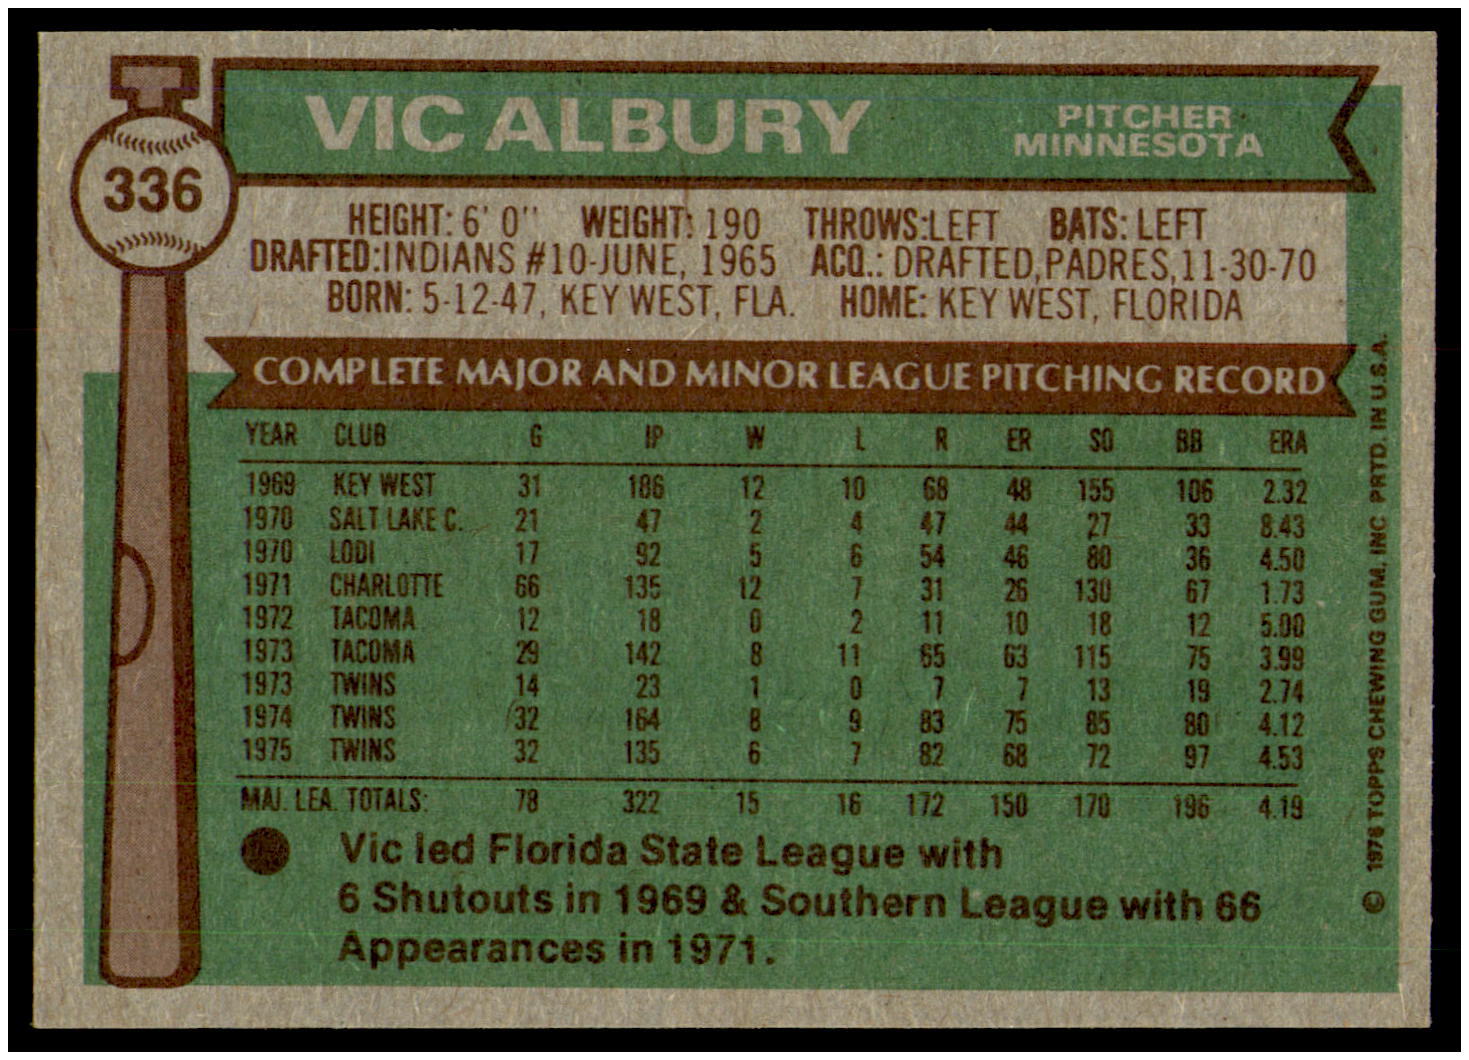 336
VIC ALBURY
PITCHER
MINNESOTA
HEIGHT: 6' 0" WEIGHT: 190 THROWS: LEFT BATS: LEFT
DRAFTED: INDIANS #10-JUNE, 1965 ACQ.: DRAFTED, PADRES, 11-30-70
BORN: 5-12-47, KEY WEST, FLA. HOME: KEY WEST, FLORIDA
COMPLETE MAJOR AND MINOR LEAGUE PITCHING RECORD
YEAR CLUB G IP W L R ER SO BB ERA
1969 KEY WEST 31 186 12 10 68 48 155 106 2.32
1970 SALT LAKE C. 21 47 2 4 47 44 27 33 8.43
1970 LODI 17 92 5 6 54 46 80 36 4.50
1971 CHARLOTTE 66 135 12 7 31 26 130 67 1.73
1972 TACOMA 12 18 0 2 11 10 18 12 5.00
1973 TACOMA 29 142 8 11 65 63 115 75 3.99
1973 TWINS 14 23 1 0 7 7 13 19 2.74
1974 TWINS 32 164 8 9 83 75 85 80 4.12
1975 TWINS 32 135 6 7 82 68 72 97 4.53
MAJ. LEA. TOTALS: 78 322 15 16 172 150 170 196 4.19
Vic led Florida State League with
6 Shutouts in 1969 & Southern League with 66
Appearances in 1971.
© 1976 TOPPS CHEWING GUM, INC PRTD. IN U.S.A.